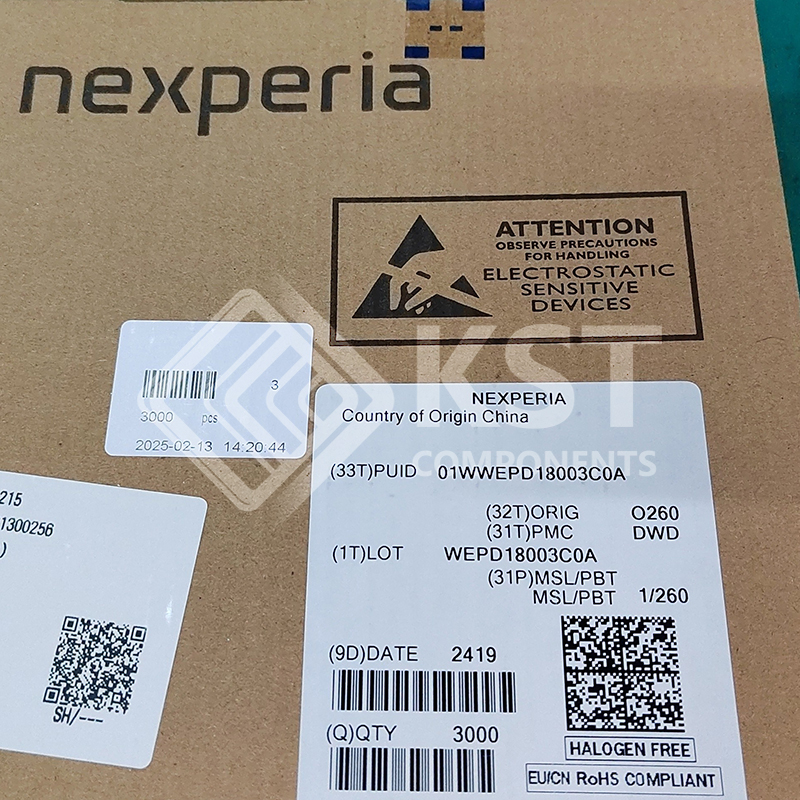 nexperia
ATTENTION
OBSERVE PRECAUTIONS
FOR HANDLING
ELECTROSTATIC
SENSITIVE
DEVICES
KST
COMPONENTS
3
3000 pcs
2025-02-13 14:20:44
NEXPERIA
Country of Origin China
(33T)PUID 01WWEPD18003C0A
(32T)ORIG O260
(31T)PMC DWD
(1T)LOT WEPD18003C0A
(31P)MSL/PBT
MSL/PBT 1/260
(9D)DATE 2419
(Q)QTY 3000
HALOGEN FREE
EU/CN RoHS COMPLIANT
215
1300256
)
SH/---